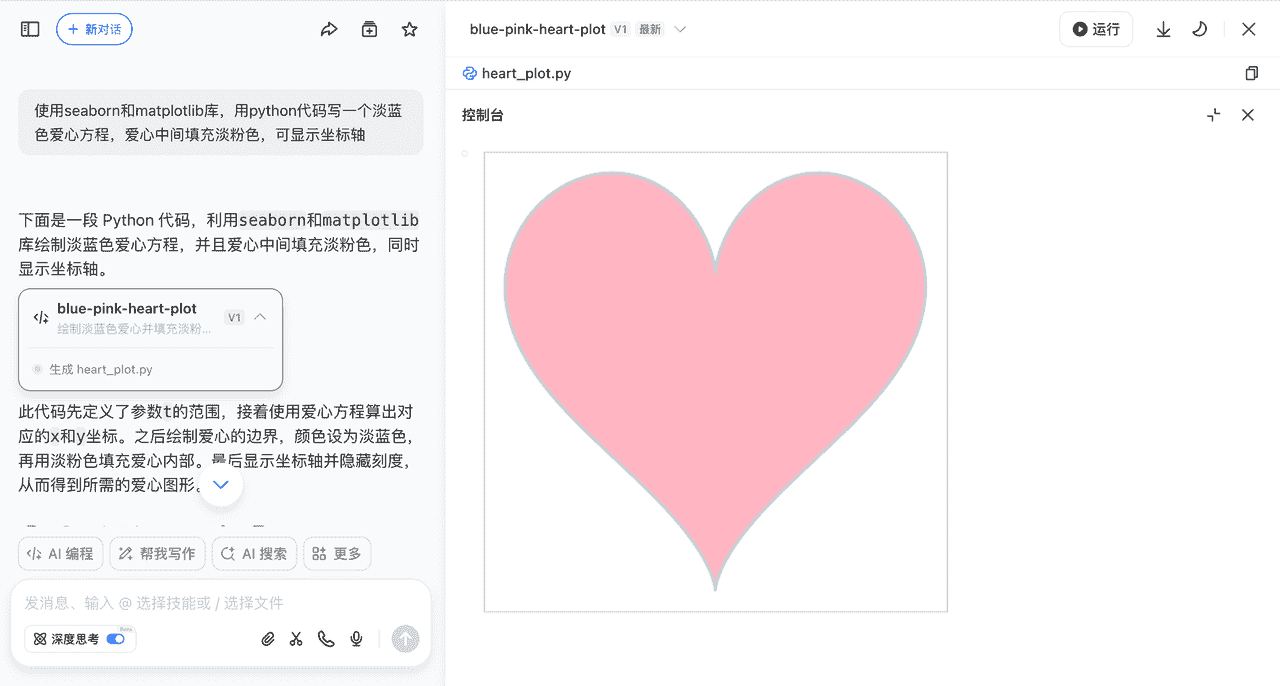 新对话
使用seaborn和matplotlib库，用python代码写一个淡蓝
色爱心方程，爱心中间填充淡粉色，可显示坐标轴
下面是一段 Python 代码，利用seaborn和matplotlib
库绘制淡蓝色爱心方程，并且爱心中间填充淡粉色，同时
显示坐标轴。
blue-pink-heart-plot V1
绘制淡蓝色爱心并填充淡粉...
生成 heart_plot.py
此代码先定义了参数t的范围，接着使用爱心方程算出对
应的x和y坐标。之后绘制爱心的边界，颜色设为淡蓝色，
再用淡粉色填充爱心内部。最后显示坐标轴并隐藏刻度，
从而得到所需的爱心图形。
AI 编程 帮我写作 AI 搜索 更多
发消息、输入 @ 选择技能或 / 选择文件
深度思考 Beta
blue-pink-heart-plot V1 最新 运行
heart_plot.py
控制台